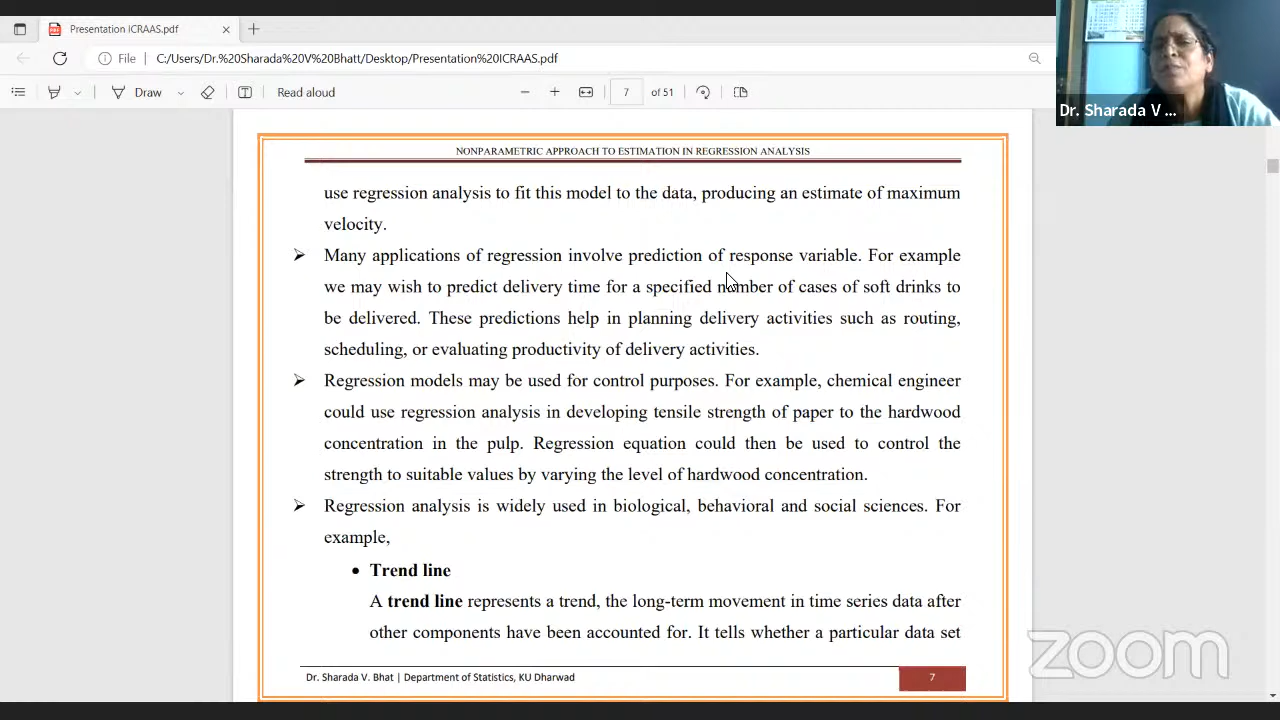 Presentation ICRAAS.pdf
File C:/Users/Dr.%20Sharada%20V%20Bhatt/Desktop/Presentation%20ICRAAS.pdf
Draw Read aloud 7 of 51
Dr. Sharada V ...
NONPARAMETRIC APPROACH TO ESTIMATION IN REGRESSION ANALYSIS
use regression analysis to fit this model to the data, producing an estimate of maximum
velocity.
Many applications of regression involve prediction of response variable. For example
we may wish to predict delivery time for a specified number of cases of soft drinks to
be delivered. These predictions help in planning delivery activities such as routing,
scheduling, or evaluating productivity of delivery activities.
Regression models may be used for control purposes. For example, chemical engineer
could use regression analysis in developing tensile strength of paper to the hardwood
concentration in the pulp. Regression equation could then be used to control the
strength to suitable values by varying the level of hardwood concentration.
Regression analysis is widely used in biological, behavioral and social sciences. For
example,
• Trend line
A trend line represents a trend, the long-term movement in time series data after
other components have been accounted for. It tells whether a particular data set
Dr. Sharada V. Bhat | Department of Statistics, KU Dharwad 7
zoom